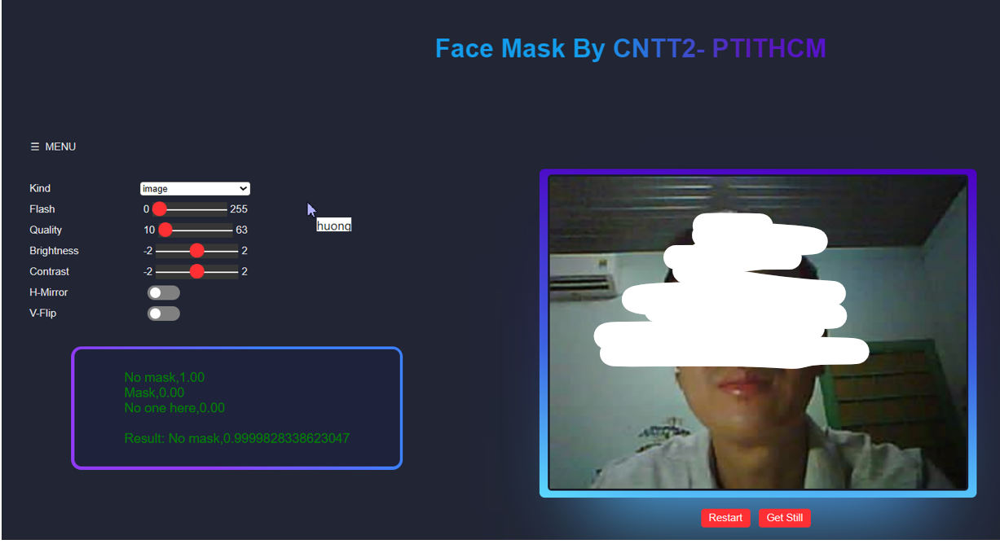 Face Mask By CNTT2- PTITHCM
☰ MENU
Kind image
Flash 0 255
Quality 10 63
Brightness -2 2
Contrast -2 2
H-Mirror
V-Flip
huong
No mask,1.00
Mask,0.00
No one here,0.00
Result: No mask,0.9999828338623047
Restart Get Still